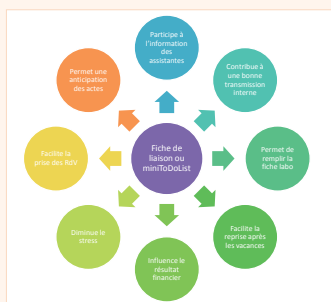 Participe à
l'information
des
assistantes
Contribue à
une bonne
transmission
interne
Permet de
remplir la
fiche labo
Facilite la
reprise après
les vacances
Influence le
résultat
financier
Diminue le
stress
Facilite la
prise des RdV
Permet une
anticipation
des actes
Fiche de
liaison ou
miniToDoList